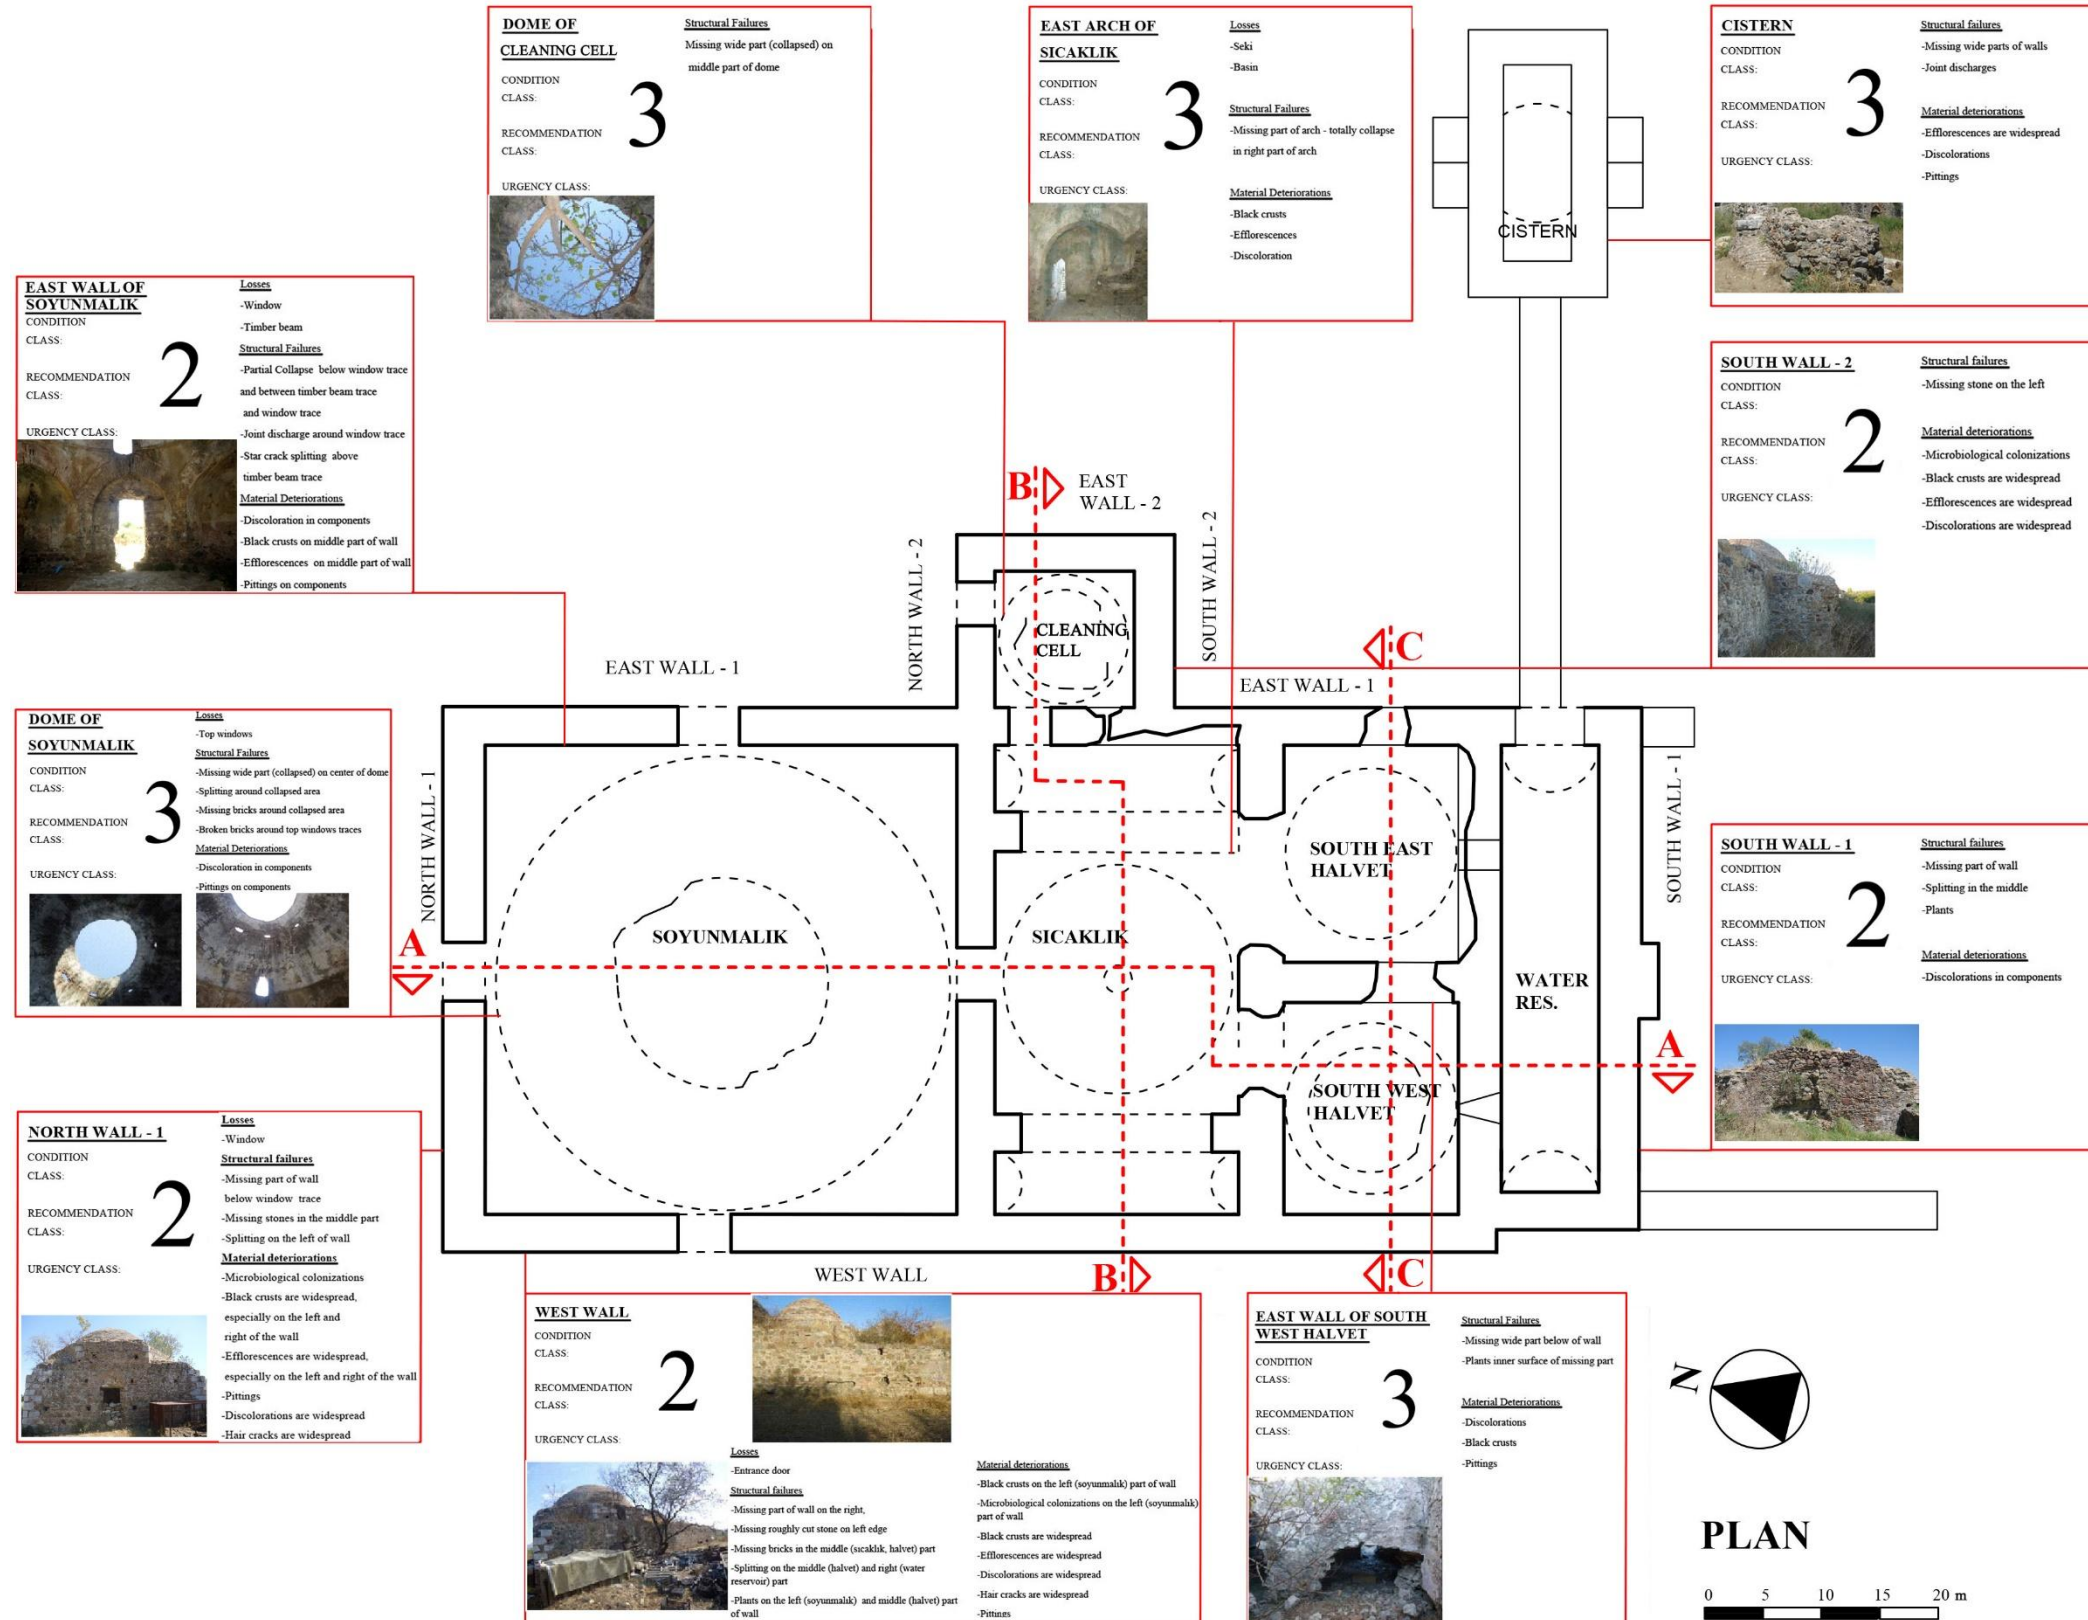 DOME OF
CLEANING CELL
CONDITION
CLASS:
RECOMMENDATION
CLASS:
3
URGENCY CLASS:
Structural Failures
Missing wide part (collapsed) on
middle part of dome
EAST ARCH OF
SICAKLIK
CONDITION
CLASS:
RECOMMENDATION
CLASS:
3
URGENCY CLASS:
Losses
-Seki
-Basin
Structural Failures
-Missing part of arch - totally collapse
in right part of arch
Material Deteriorations
-Black crusts
-Efflorescences
-Discoloration
CISTERN
CISTERN
CONDITION
CLASS:
RECOMMENDATION
CLASS:
3
URGENCY CLASS:
Structural failures
-Missing wide parts of walls
-Joint discharges
Material deteriorations
-Efflorescences are widespread
-Discolorations
-Pittings
EAST WALL OF
SOYUNMALIK
CONDITION
CLASS:
RECOMMENDATION
CLASS:
2
URGENCY CLASS:
Losses
-Window
-Timber beam
Structural Failures
-Partial Collapse below window trace
and between timber beam trace
and window trace
-Joint discharge around window trace
-Star crack splitting above
timber beam trace
Material Deteriorations
-Discoloration in components
-Black crusts on middle part of wall
-Efflorescences on middle part of wall
-Pittings on components
SOUTH WALL - 2
CONDITION
CLASS:
RECOMMENDATION
CLASS:
2
URGENCY CLASS:
Structural failures
-Missing stone on the left
Material deteriorations
-Microbiological colonizations
-Black crusts are widespread
-Efflorescences are widespread
-Discolorations are widespread
B
EAST
WALL - 2
NORTH WALL - 2
SOUTH WALL - 2
CLEANING
CELL
C
EAST WALL - 1
EAST WALL - 1
DOME OF
SOYUNMALIK
CONDITION
CLASS:
RECOMMENDATION
CLASS:
3
URGENCY CLASS:
Losses
-Top windows
Structural Failures
-Missing wide part (collapsed) on center of dome
-Splitting around collapsed area
-Missing bricks around collapsed area
-Broken bricks around top windows traces
Material Deteriorations
-Discoloration in components
-Pittings on components
NORTH WALL - 1
A
SOYUNMALIK
SICAKLIK
SOUTH EAST
HALVET
SOUTH WEST
HALVET
WATER
RES.
A
SOUTH WALL - 1
SOUTH WALL - 1
CONDITION
CLASS:
RECOMMENDATION
CLASS:
2
URGENCY CLASS:
Structural failures
-Missing part of wall
-Splitting in the middle
-Plants
Material deteriorations
-Discolorations in components
NORTH WALL - 1
CONDITION
CLASS:
RECOMMENDATION
CLASS:
2
URGENCY CLASS:
Losses
-Window
Structural failures
-Missing part of wall
below window trace
-Missing stones in the middle part
-Splitting on the left of wall
Material deteriorations
-Microbiological colonizations
-Black crusts are widespread,
especially on the left and
right of the wall
-Efflorescences are widespread,
especially on the left and right of the wall
-Pittings
-Discolorations are widespread
-Hair cracks are widespread
WEST WALL
B
C
WEST WALL
CONDITION
CLASS:
RECOMMENDATION
CLASS:
2
URGENCY CLASS:
Losses
-Entrance door
Structural failures
-Missing part of wall on the right,
-Missing roughly cut stone on left edge
-Missing bricks in the middle (sıcaklık, halvet) part
-Splitting on the middle (halvet) and right (water
reservoir) part
-Plants on the left (soyunmalık) and middle (halvet) part
of wall
Material deteriorations
-Black crusts on the left (soyunmalık) part of wall
-Microbiological colonizations on the left (soyunmalık)
part of wall
-Black crusts are widespread
-Efflorescences are widespread
-Discolorations are widespread
-Hair cracks are widespread
-Pittings
EAST WALL OF SOUTH
WEST HALVET
CONDITION
CLASS:
RECOMMENDATION
CLASS:
3
URGENCY CLASS:
Structural Failures
-Missing wide part below of wall
-Plants inner surface of missing part
Material Deteriorations
-Discolorations
-Black crusts
-Pittings
N
PLAN
0 5 10 15 20 m